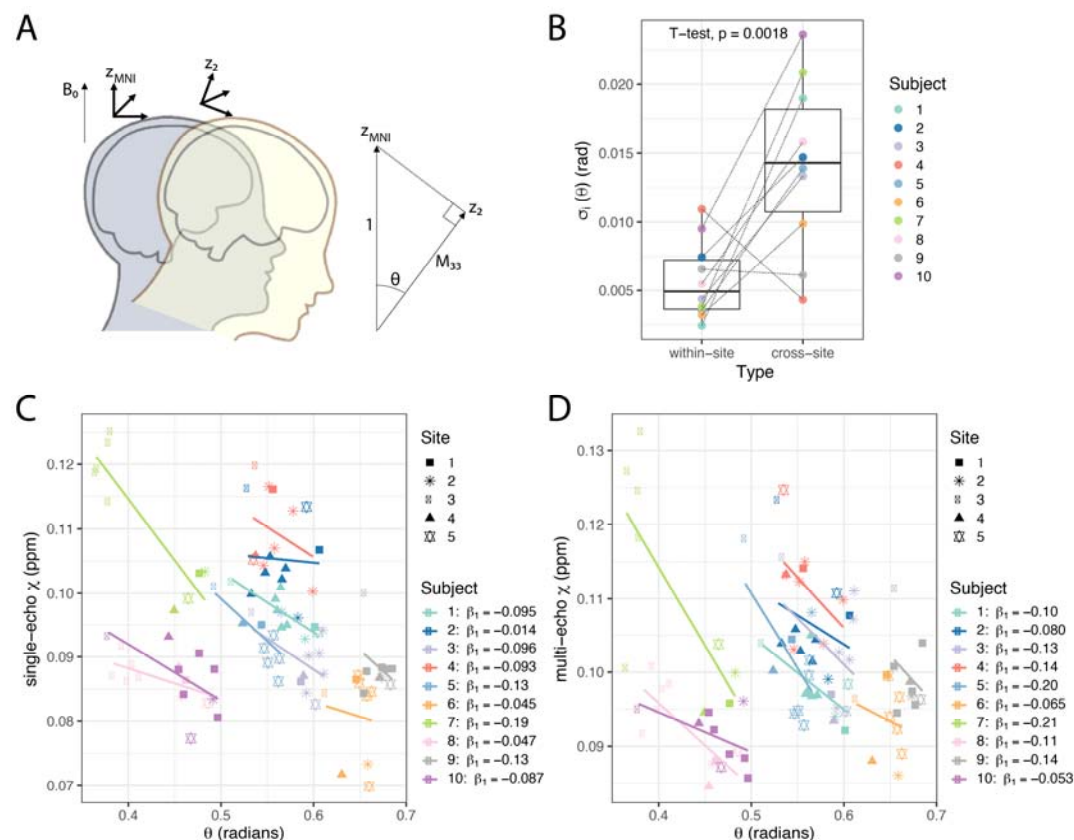 A
z_MNI
z₂
B₀
z_MNI
z₂
1
M₃₃
θ
B
T−test, p = 0.0018
0.020
0.015
0.010
0.005
σᵢ (θ) (rad)
within−site
cross−site
Type
Subject
1
2
3
4
5
6
7
8
9
10
C
0.12
0.11
0.10
0.09
0.08
0.07
single−echo χ (ppm)
0.4
0.5
0.6
0.7
θ (radians)
Site
1
2
3
4
5
Subject
1: β₁ = −0.095
2: β₁ = −0.014
3: β₁ = −0.096
4: β₁ = −0.093
5: β₁ = −0.13
6: β₁ = −0.045
7: β₁ = −0.19
8: β₁ = −0.047
9: β₁ = −0.13
10: β₁ = −0.087
D
0.13
0.12
0.11
0.10
0.09
multi−echo χ (ppm)
0.4
0.5
0.6
0.7
θ (radians)
Site
1
2
3
4
5
Subject
1: β₁ = −0.10
2: β₁ = −0.080
3: β₁ = −0.13
4: β₁ = −0.14
5: β₁ = −0.20
6: β₁ = −0.065
7: β₁ = −0.21
8: β₁ = −0.11
9: β₁ = −0.14
10: β₁ = −0.053